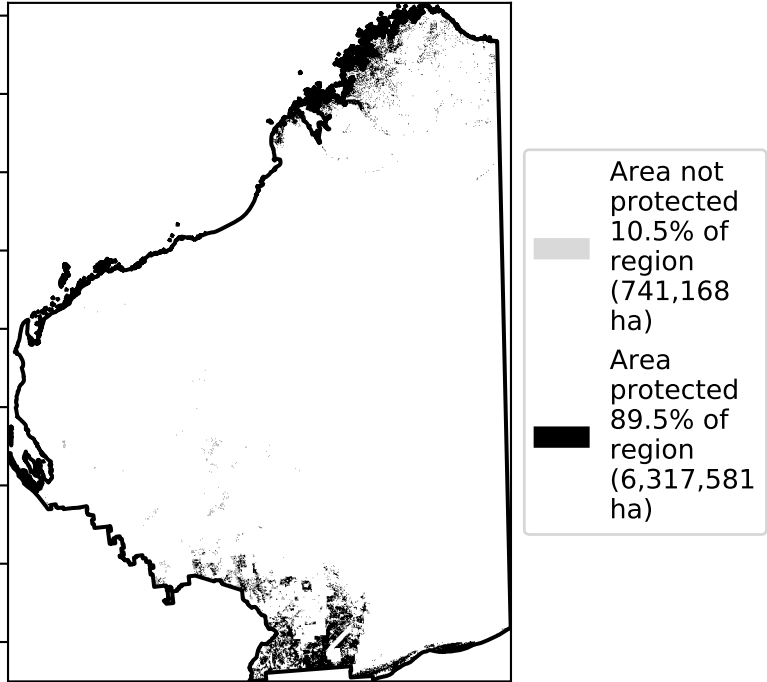 Area not
protected
10.5% of
region
(741,168
ha)
Area
protected
89.5% of
region
(6,317,581
ha)